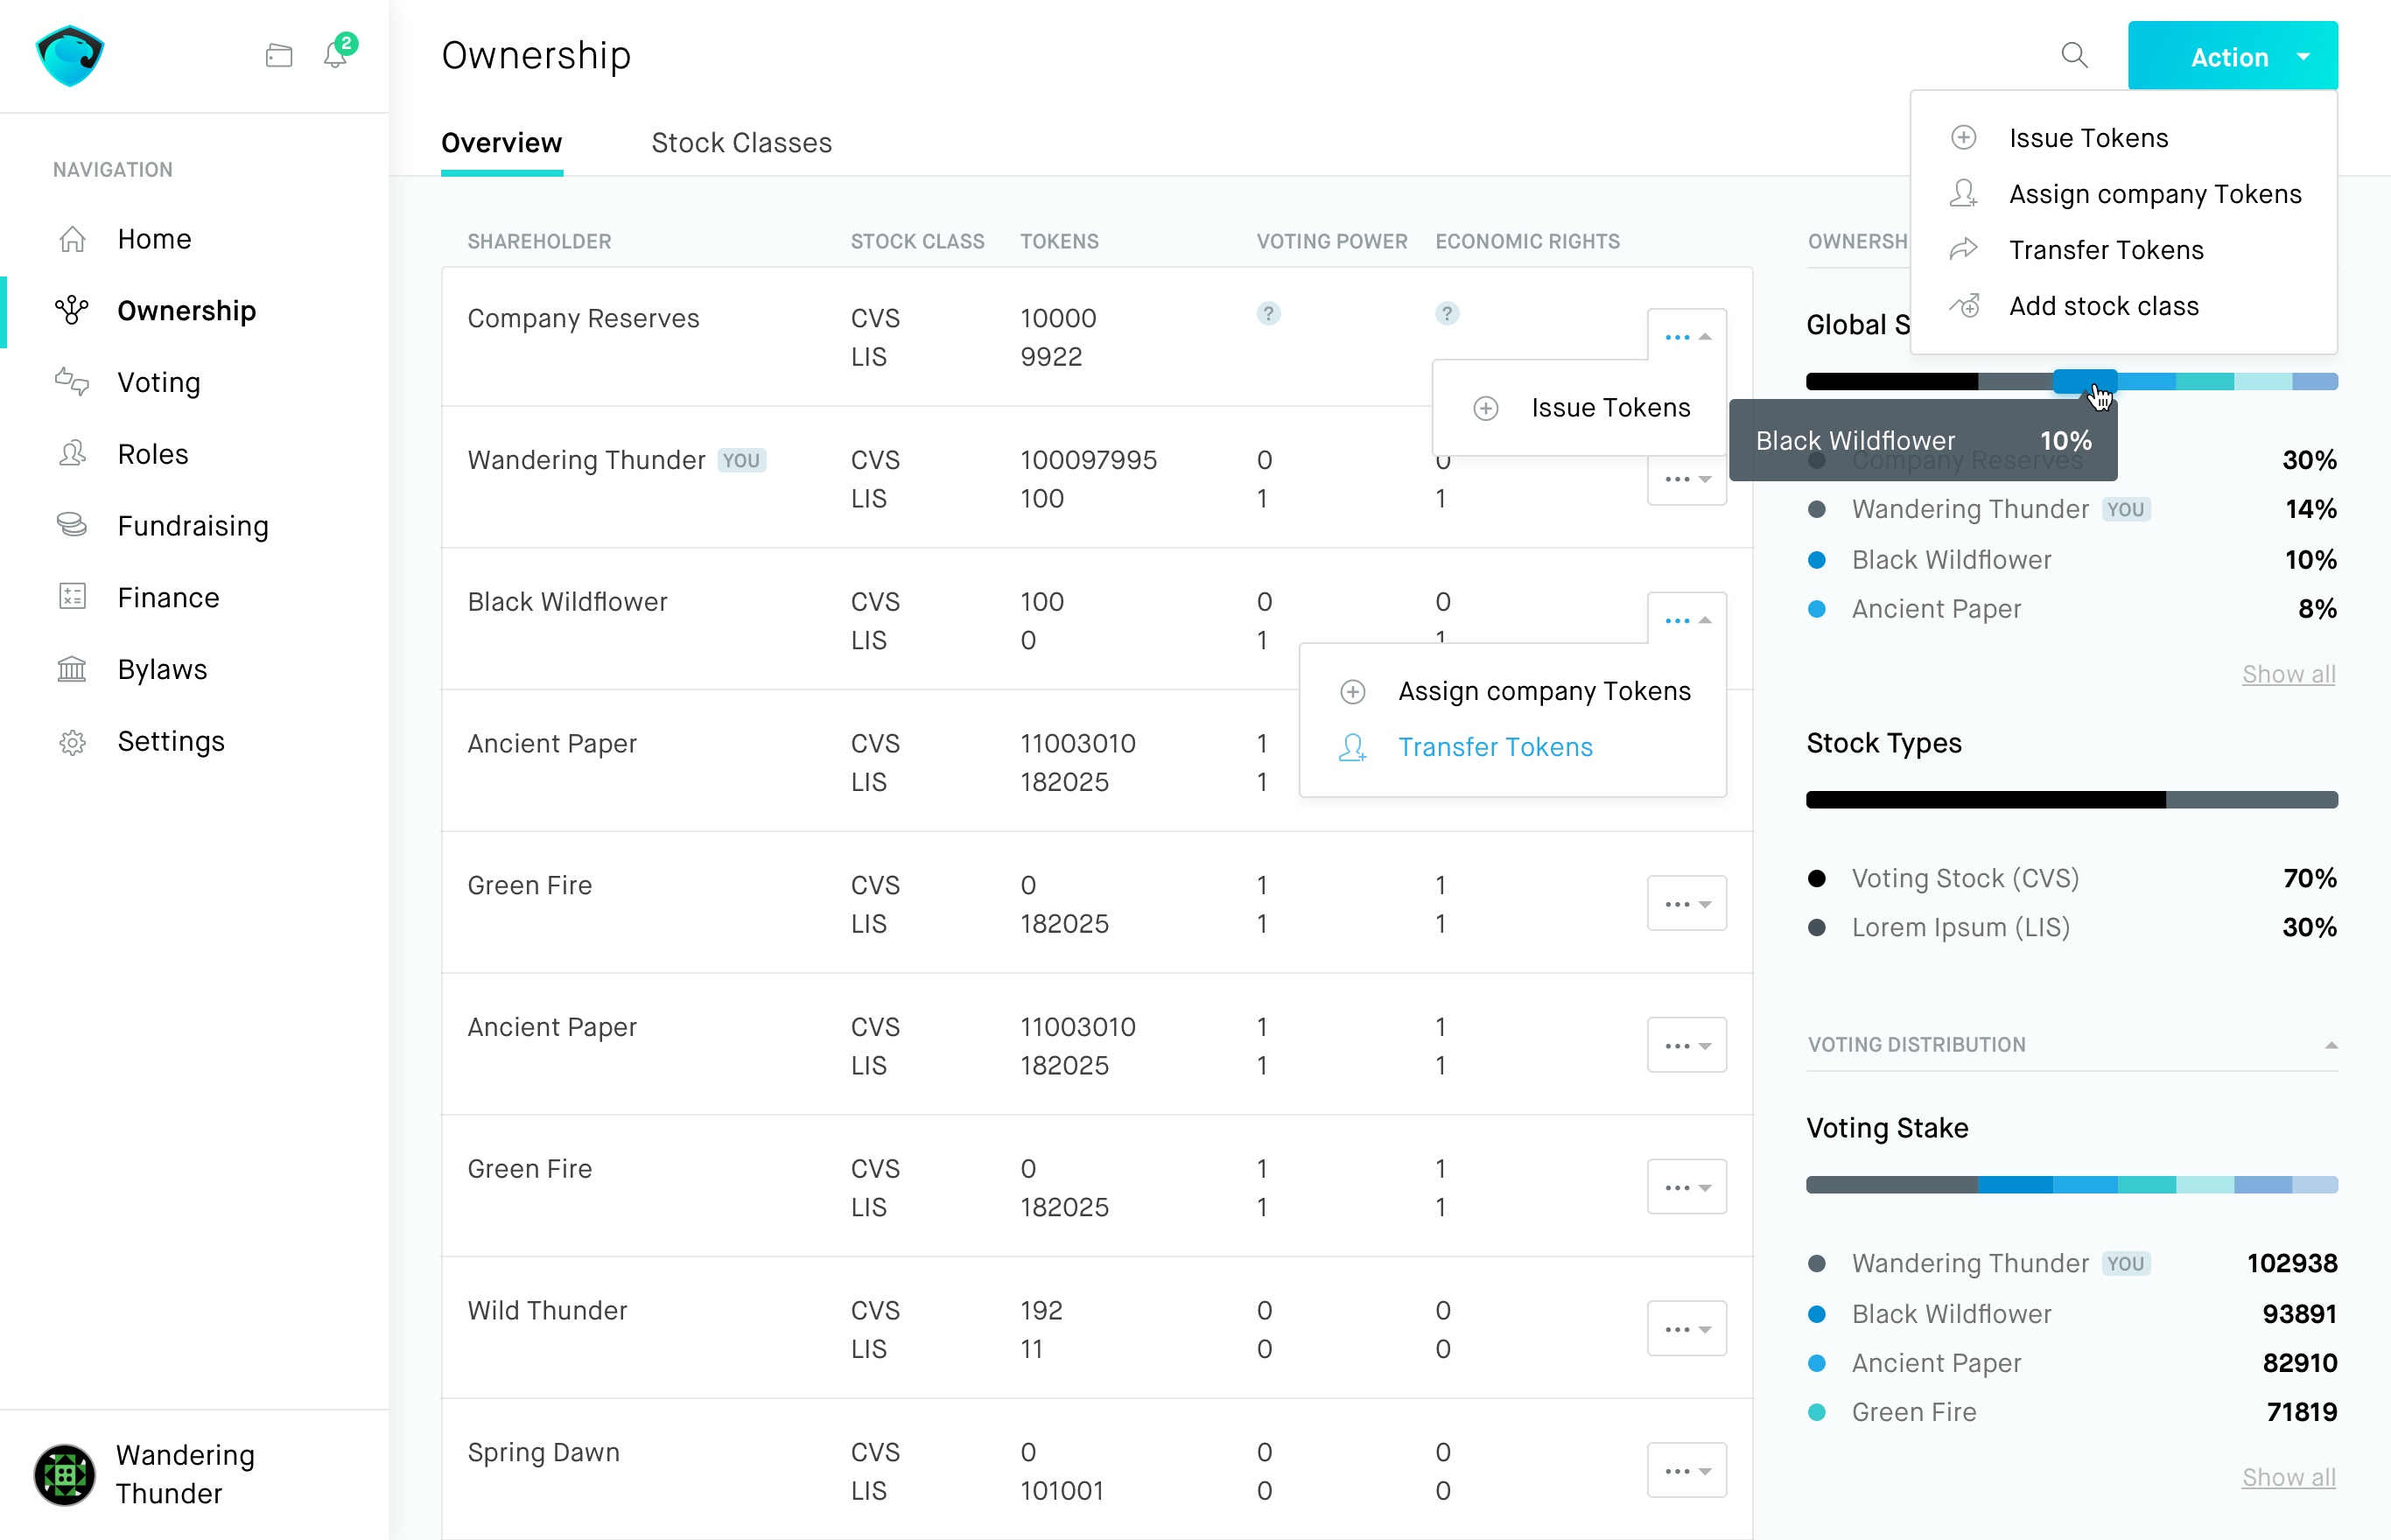 2
NAVIGATION
Home
Ownership
Voting
Roles
Fundraising
Finance
Bylaws
Settings
Wandering
Thunder
Ownership
Action
Overview
Stock Classes
Issue Tokens
Assign company Tokens
Transfer Tokens
Add stock class
SHAREHOLDER STOCK CLASS TOKENS VOTING POWER ECONOMIC RIGHTS
Company Reserves CVS 10000 ? ?
LIS 9922
Issue Tokens
Wandering Thunder YOU CVS 100097995 0 0
LIS 100 1 1
Black Wildflower CVS 100 0 0
LIS 0 1 1
Assign company Tokens
Transfer Tokens
Ancient Paper CVS 11003010 1
LIS 182025 1
Green Fire CVS 0 1 1
LIS 182025 1 1
Ancient Paper CVS 11003010 1 1
LIS 182025 1 1
Green Fire CVS 0 1 1
LIS 182025 1 1
Wild Thunder CVS 192 0 0
LIS 11 0 0
Spring Dawn CVS 0 0 0
LIS 101001 0 0
OWNERSH
Global S
Black Wildflower 10%
Company Reserves 30%
Wandering Thunder YOU 14%
Black Wildflower 10%
Ancient Paper 8%
Show all
Stock Types
Voting Stock (CVS) 70%
Lorem Ipsum (LIS) 30%
VOTING DISTRIBUTION
Voting Stake
Wandering Thunder YOU 102938
Black Wildflower 93891
Ancient Paper 82910
Green Fire 71819
Show all